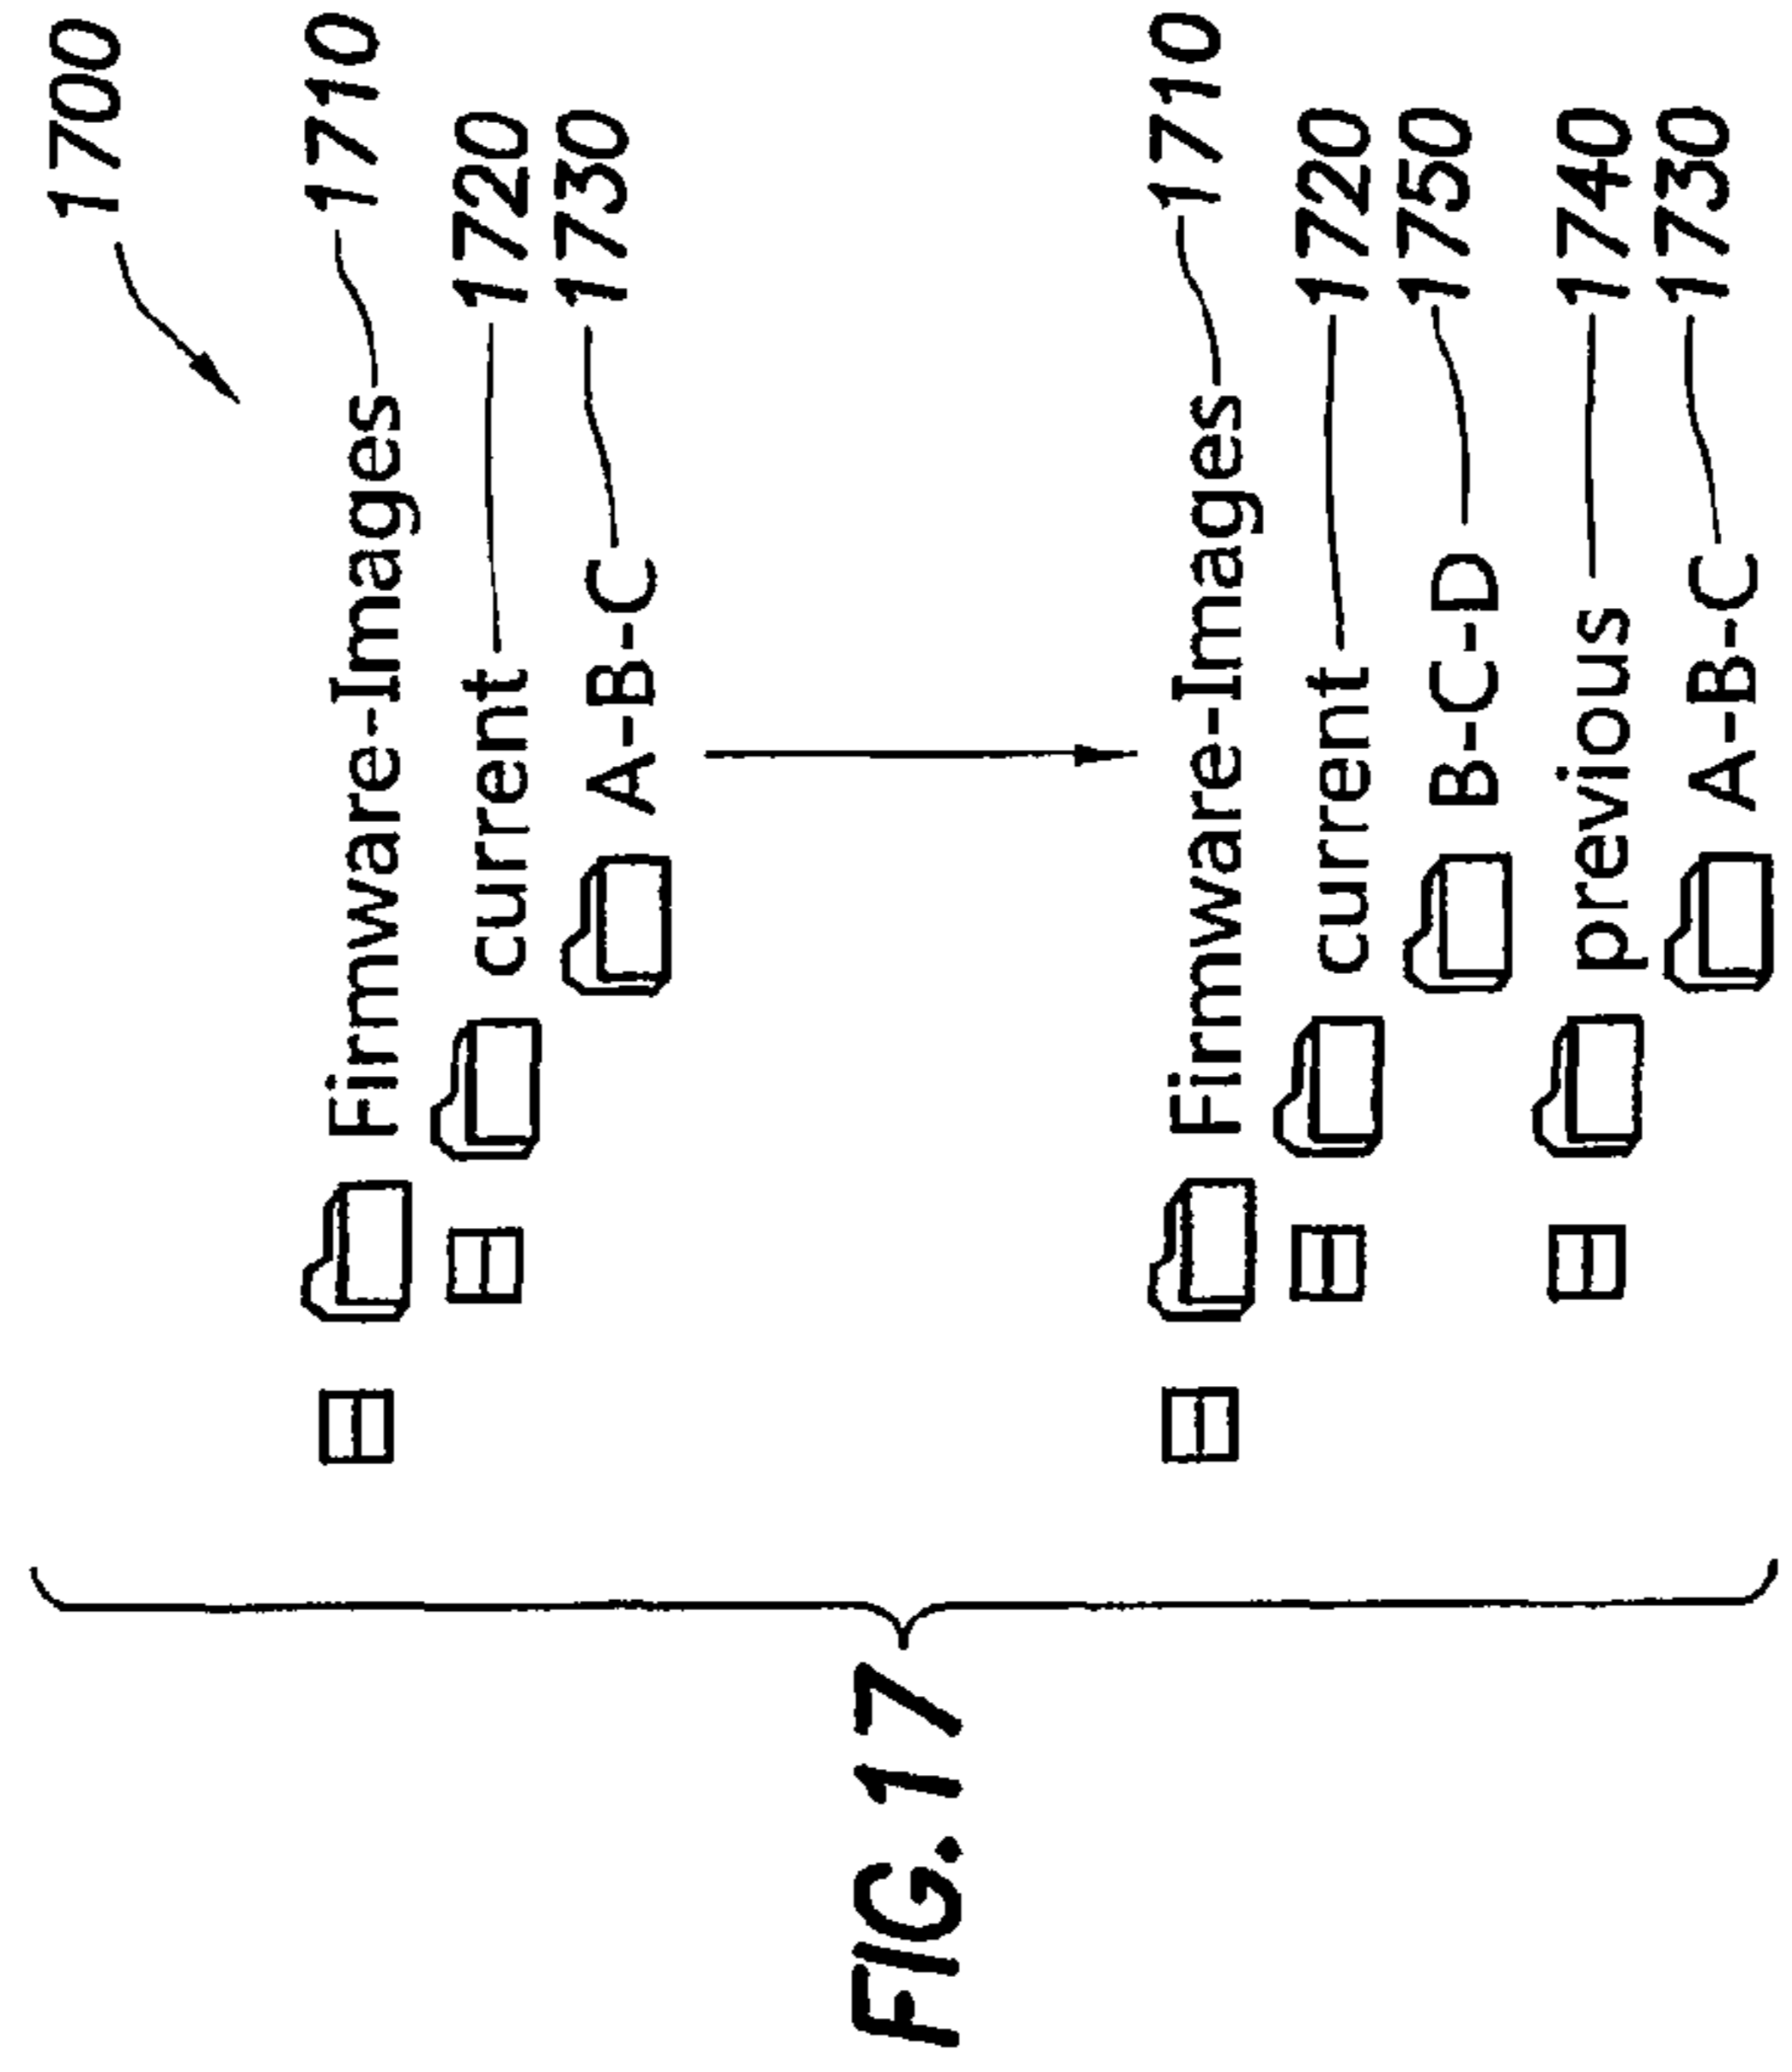 1700
Firmware-Images 1710
current 1720
A-B-C 1730
Firmware-Images 1710
current 1720
B-C-D 1750
previous 1740
A-B-C 1730
FIG. 17